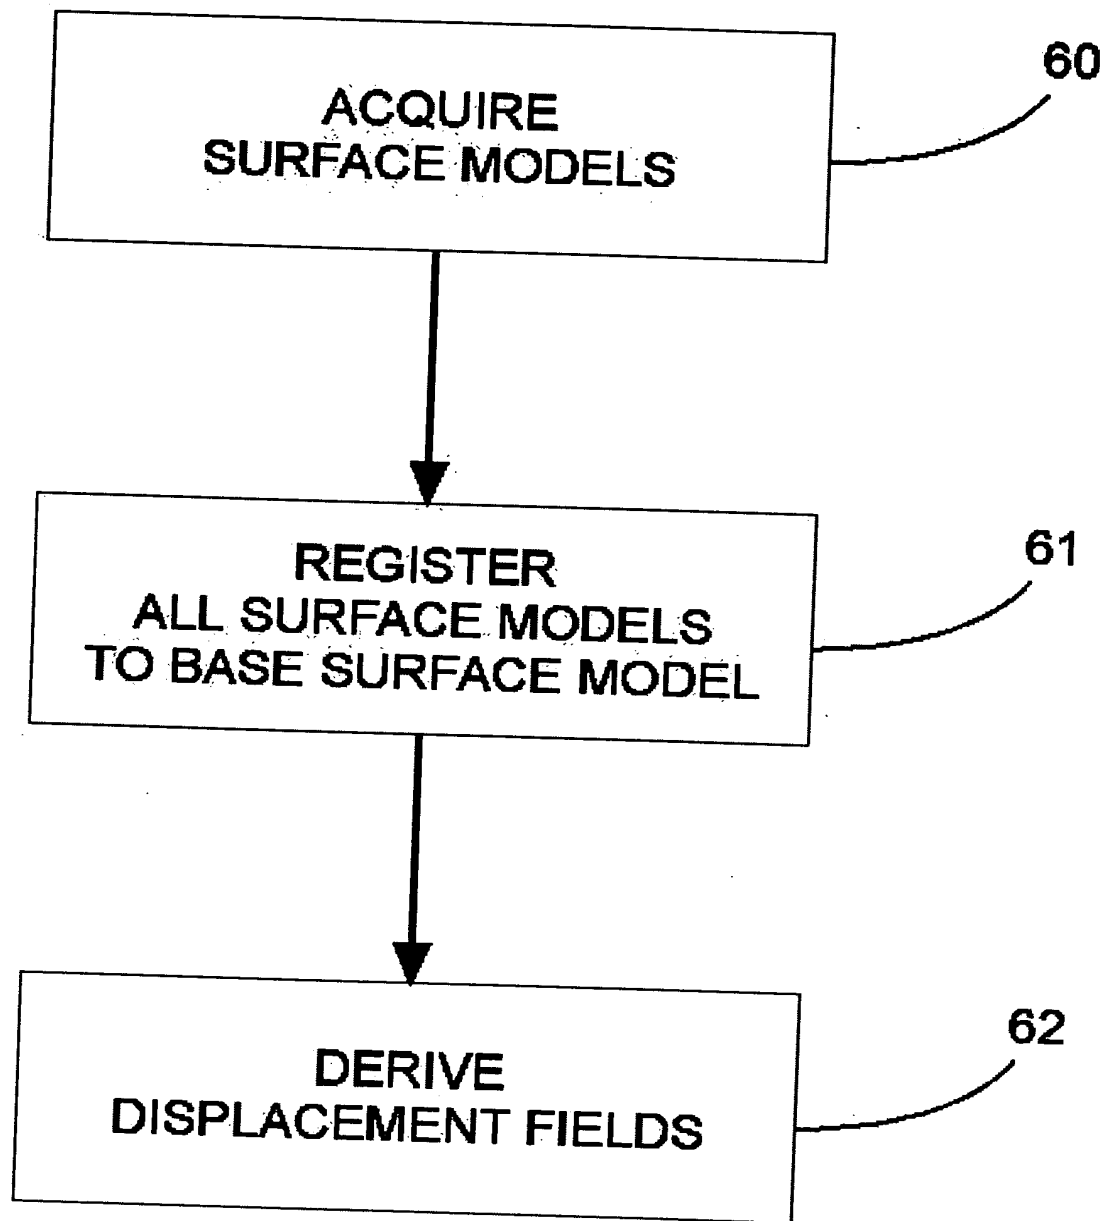 ACQUIRE
SURFACE MODELS
60
REGISTER
ALL SURFACE MODELS
TO BASE SURFACE MODEL
61
DERIVE
DISPLACEMENT FIELDS
62